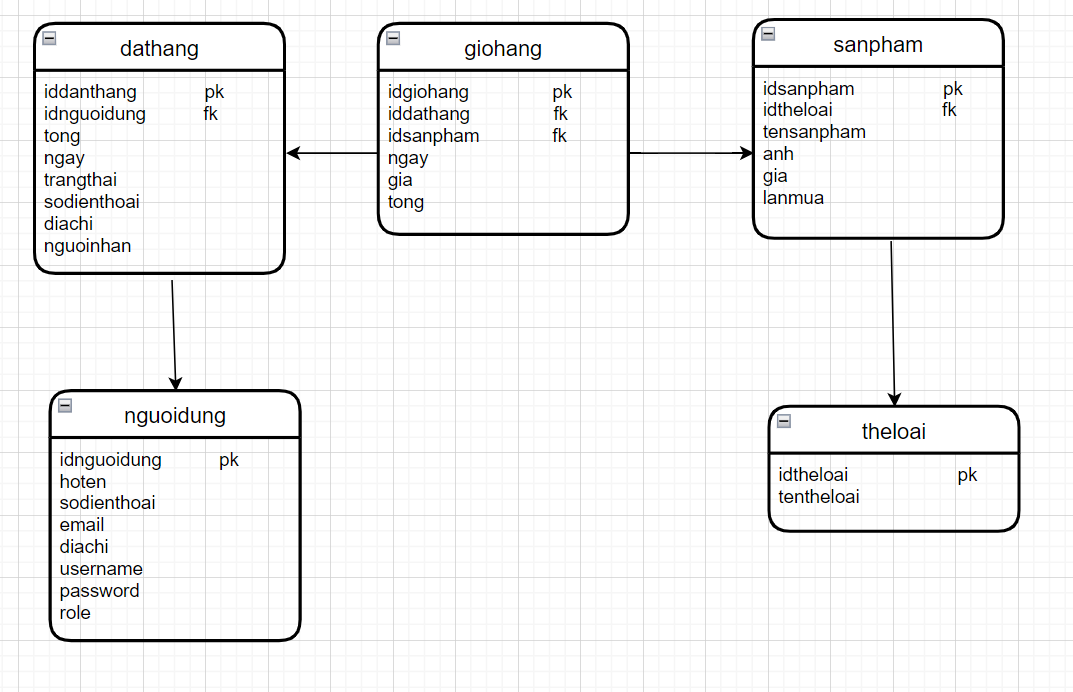 dathang
iddanthang pk
idnguoidung fk
tong
ngay
trangthai
sodienthoai
diachi
nguoinhan
giohang
idgiohang pk
iddathang fk
idsanpham fk
ngay
gia
tong
sanpham
idsanpham pk
idtheloai fk
tensanpham
anh
gia
lanmua
nguoidung
idnguoidung pk
hoten
sodienthoai
email
diachi
username
password
role
theloai
idtheloai pk
tentheloai